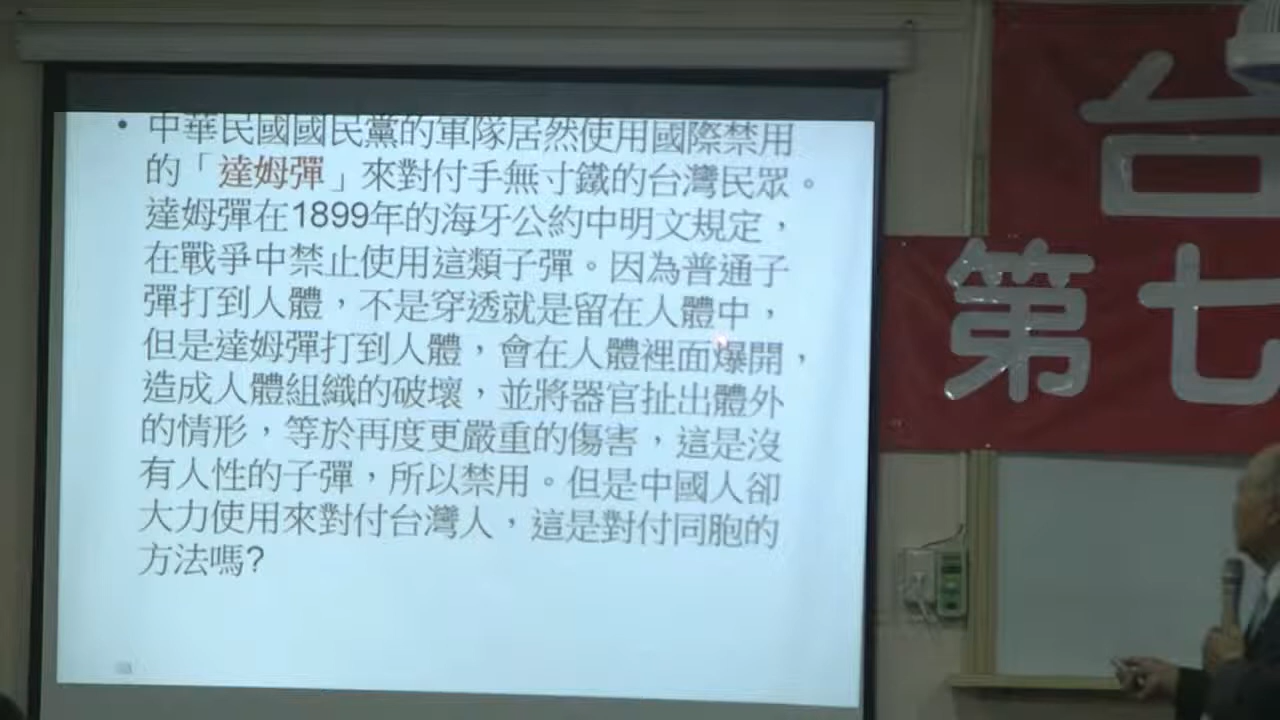 • 中華民國國民黨的軍隊居然使用國際禁用
的「達姆彈」來對付手無寸鐵的台灣民眾。
達姆彈在1899年的海牙公約中明文規定，
在戰爭中禁止使用這類子彈。因為普通子
彈打到人體，不是穿透就是留在人體中，
但是達姆彈打到人體，會在人體裡面爆開，
造成人體組織的破壞，並將器官扯出體外
的情形，等於再度更嚴重的傷害，這是沒
有人性的子彈，所以禁用。但是中國人卻
大力使用來對付台灣人，這是對付同胞的
方法嗎?
台
第七